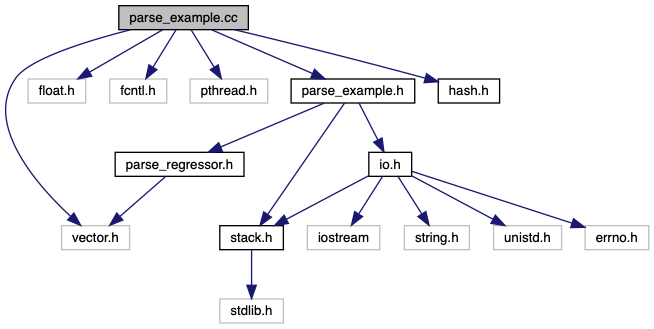 parse_example.cc
float.h
fcntl.h
pthread.h
parse_example.h
hash.h
parse_regressor.h
io.h
vector.h
stack.h
iostream
string.h
unistd.h
errno.h
stdlib.h